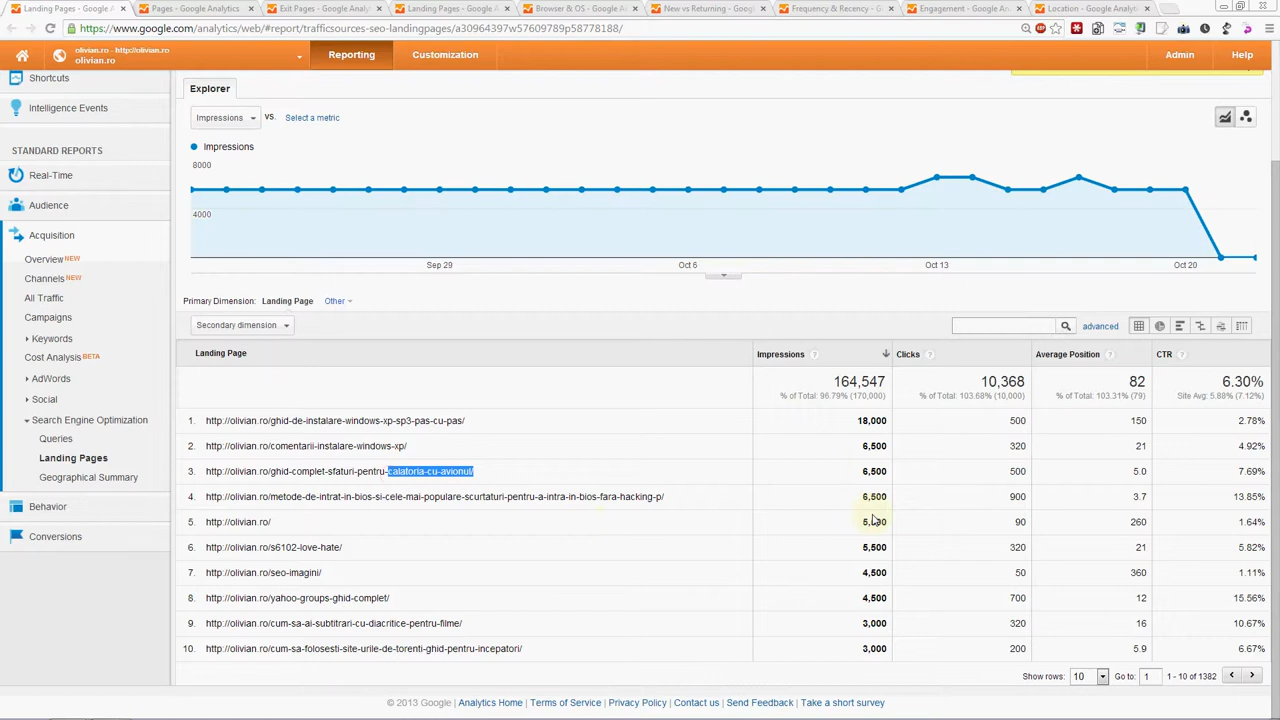 Landing Pages - Google A
Pages - Google Analytics
Exit Pages - Google Analyt
Landing Pages - Google A
Browser & OS - Google A
New vs Returning - Goog
Frequency & Recency - G
Engagement - Google An
Location - Google Analyt
https://www.google.com/analytics/web/#report/trafficsources-seo-landingpages/a30964397w57609790p58778188/
olivian.ro - http://olivian.ro
olivian.ro
Reporting
Customization
Admin
Help
Shortcuts
Intelligence Events
STANDARD REPORTS
Real-Time
Audience
Acquisition
Overview NEW
Channels NEW
All Traffic
Campaigns
Keywords
Cost Analysis BETA
AdWords
Social
Search Engine Optimization
Queries
Landing Pages
Geographical Summary
Behavior
Conversions
Explorer
Impressions VS. Select a metric
Impressions
8000
4000
Sep 29 Oct 6 Oct 13 Oct 20
Primary Dimension: Landing Page Other
Secondary dimension advanced
Landing Page Impressions ? Clicks ? Average Position ? CTR ?
164,547 10,368 82 6.30%
% of Total: 96.79% (170,000) % of Total: 103.68% (10,000) % of Total: 103.31% (79) Site Avg: 5.88% (7.12%)
1. http://olivian.ro/ghid-de-instalare-windows-xp-sp3-pas-cu-pas/ 18,000 500 150 2.78%
2. http://olivian.ro/comentarii-instalare-windows-xp/ 6,500 320 21 4.92%
3. http://olivian.ro/ghid-complet-sfaturi-pentru-calatoria-cu-avionul/ 6,500 500 5.0 7.69%
4. http://olivian.ro/metode-de-intrat-in-bios-si-cele-mai-populare-scurtaturi-pentru-a-intra-in-bios-fara-hacking-p/ 6,500 900 3.7 13.85%
5. http://olivian.ro/ 90 260 1.64%
6. http://olivian.ro/s6102-love-hate/ 5,500 320 21 5.82%
7. http://olivian.ro/seo-imagini/ 4,500 50 360 1.11%
8. http://olivian.ro/yahoo-groups-ghid-complet/ 4,500 700 12 15.56%
9. http://olivian.ro/cum-sa-ai-subtitrari-cu-diacritice-pentru-filme/ 3,000 320 16 10.67%
10. http://olivian.ro/cum-sa-folosesti-site-urile-de-torenti-ghid-pentru-incepatori/ 3,000 200 5.9 6.67%
Show rows: 10 Go to: 1 1 - 10 of 1382
© 2013 Google | Analytics Home | Terms of Service | Privacy Policy | Contact us | Send Feedback | Take a short survey